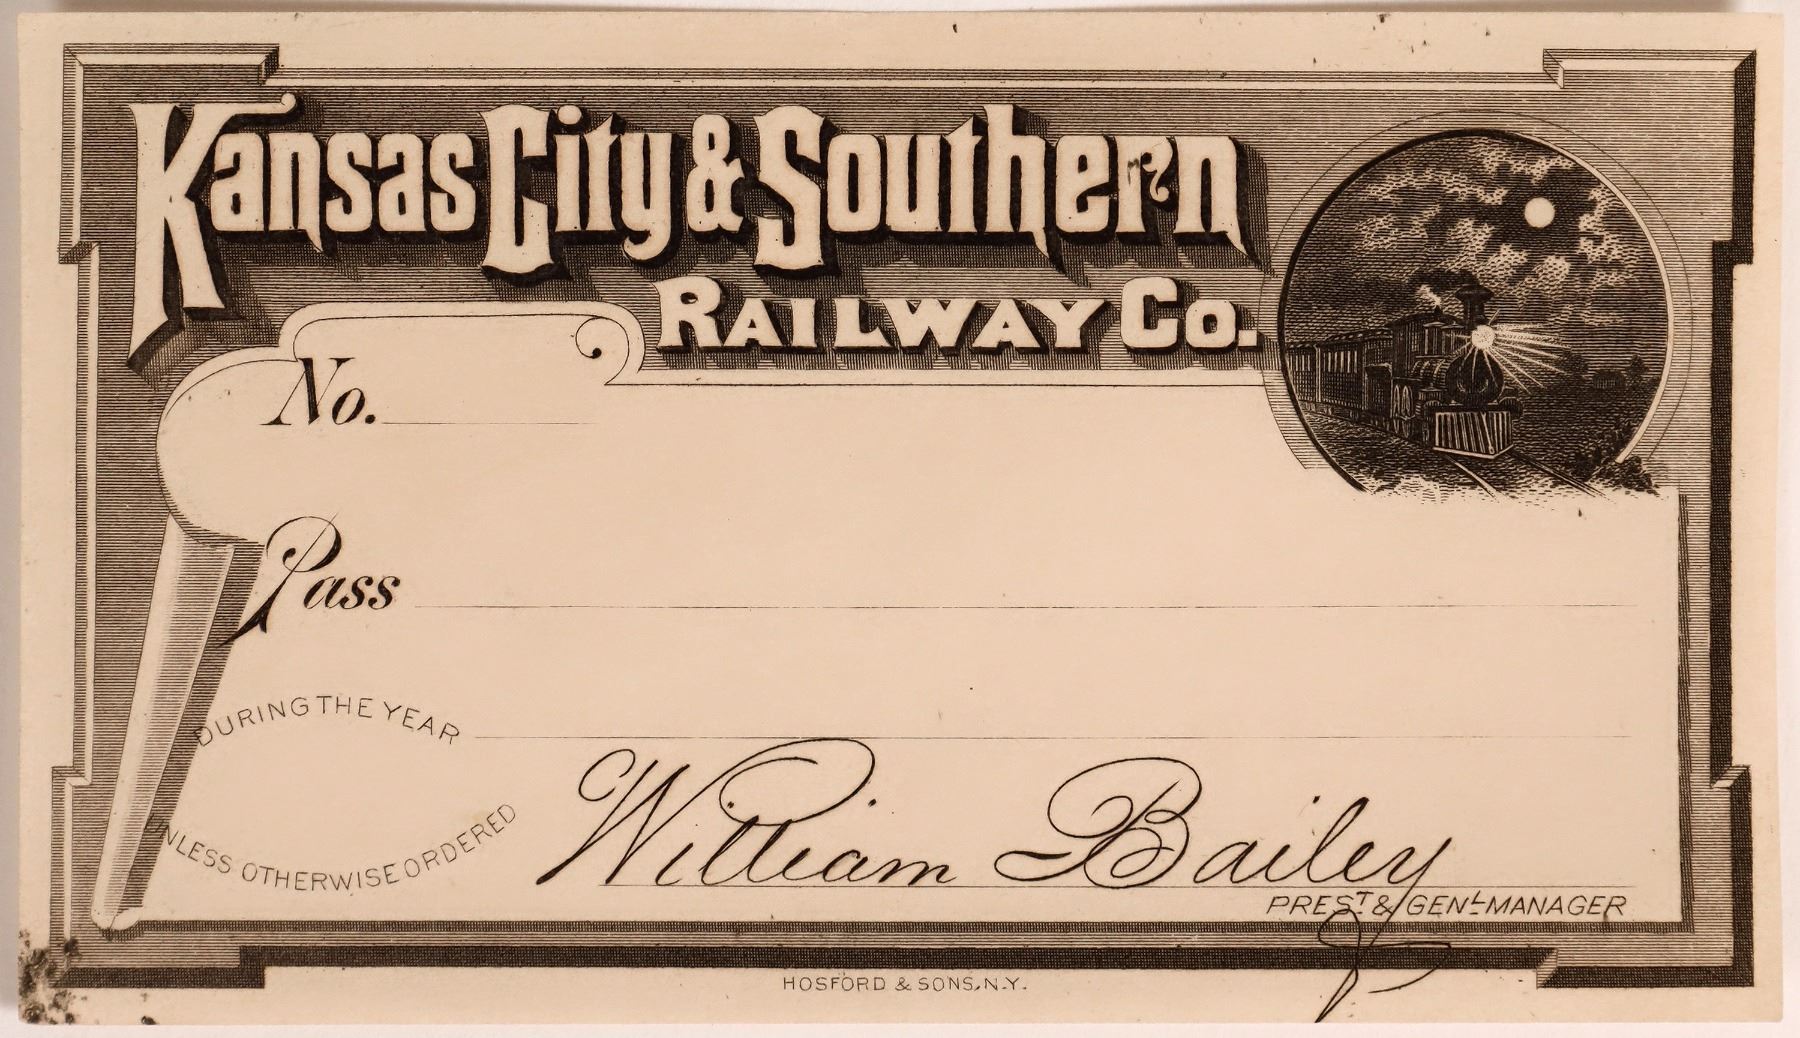 Kansas City & Southern
Railway Co.
No.
Pass
DURING THE YEAR
UNLESS OTHERWISE ORDERED
William Bailey
PREST & GENL MANAGER
HOSFORD & SONS, N.Y.